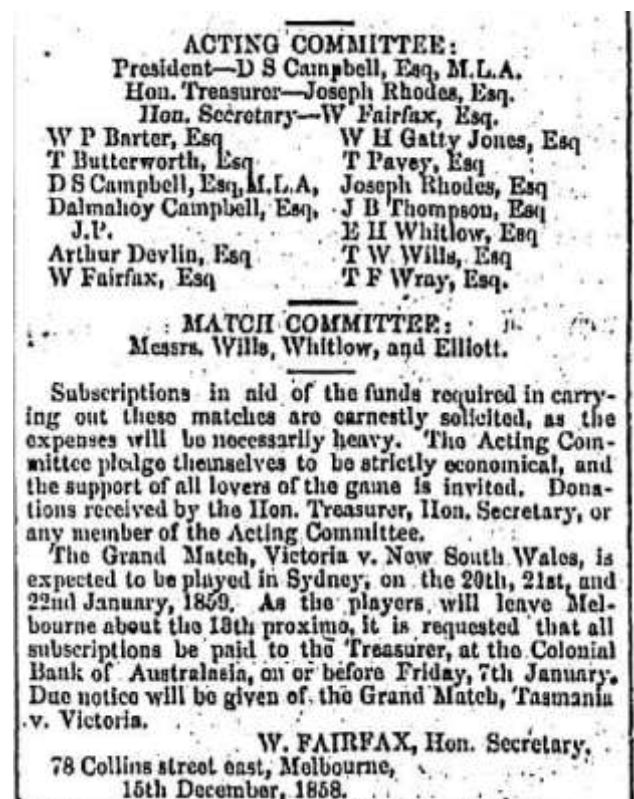 ACTING COMMITTEE:
President—D S Campbell, Esq, M.L.A.
Hon. Treasurer—Joseph Rhodes, Esq.
Hon. Secretary—W Fairfax, Esq.
W P Barter, Esq
T Butterworth, Esq
D S Campbell, Esq, M.L.A,
Dalmahoy Campbell, Esq,
J.P.
Arthur Devlin, Esq
W Fairfax, Esq
W H Gatty Jones, Esq
T Pavey, Esq
Joseph Rhodes, Esq
J B Thompson, Esq
E H Whitlow, Esq
T W Wills, Esq
T F Wray, Esq.
MATCH COMMITTEE:
Messrs. Wills, Whitlow, and Elliott.
Subscriptions in aid of the funds required in carry-
ing out these matches are earnestly solicited, as the
expenses will be necessarily heavy. The Acting Com-
mittee pledge themselves to be strictly economical, and
the support of all lovers of the game is invited. Dona-
tions received by the Hon. Treasurer, Hon. Secretary, or
any member of the Acting Committee.
The Grand Match, Victoria v. New South Wales, is
expected to be played in Sydney, on the 20th, 21st, and
22nd January, 1859. As the players will leave Mel-
bourne about the 13th proximo, it is requested that all
subscriptions be paid to the Treasurer, at the Colonial
Bank of Australasia, on or before Friday, 7th January.
Due notice will be given of the Grand Match, Tasmania
v. Victoria.
W. FAIRFAX, Hon. Secretary.
78 Collins street east, Melbourne,
15th December, 1858.